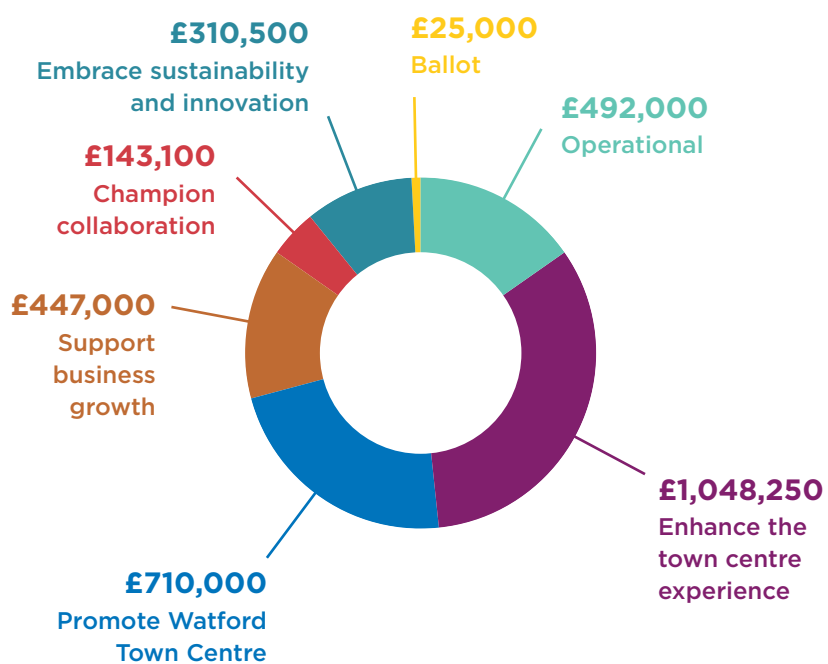 £310,500
Embrace sustainability
and innovation
£25,000
Ballot
£492,000
Operational
£143,100
Champion
collaboration
£447,000
Support
business
growth
£1,048,250
Enhance the
town centre
experience
£710,000
Promote Watford
Town Centre